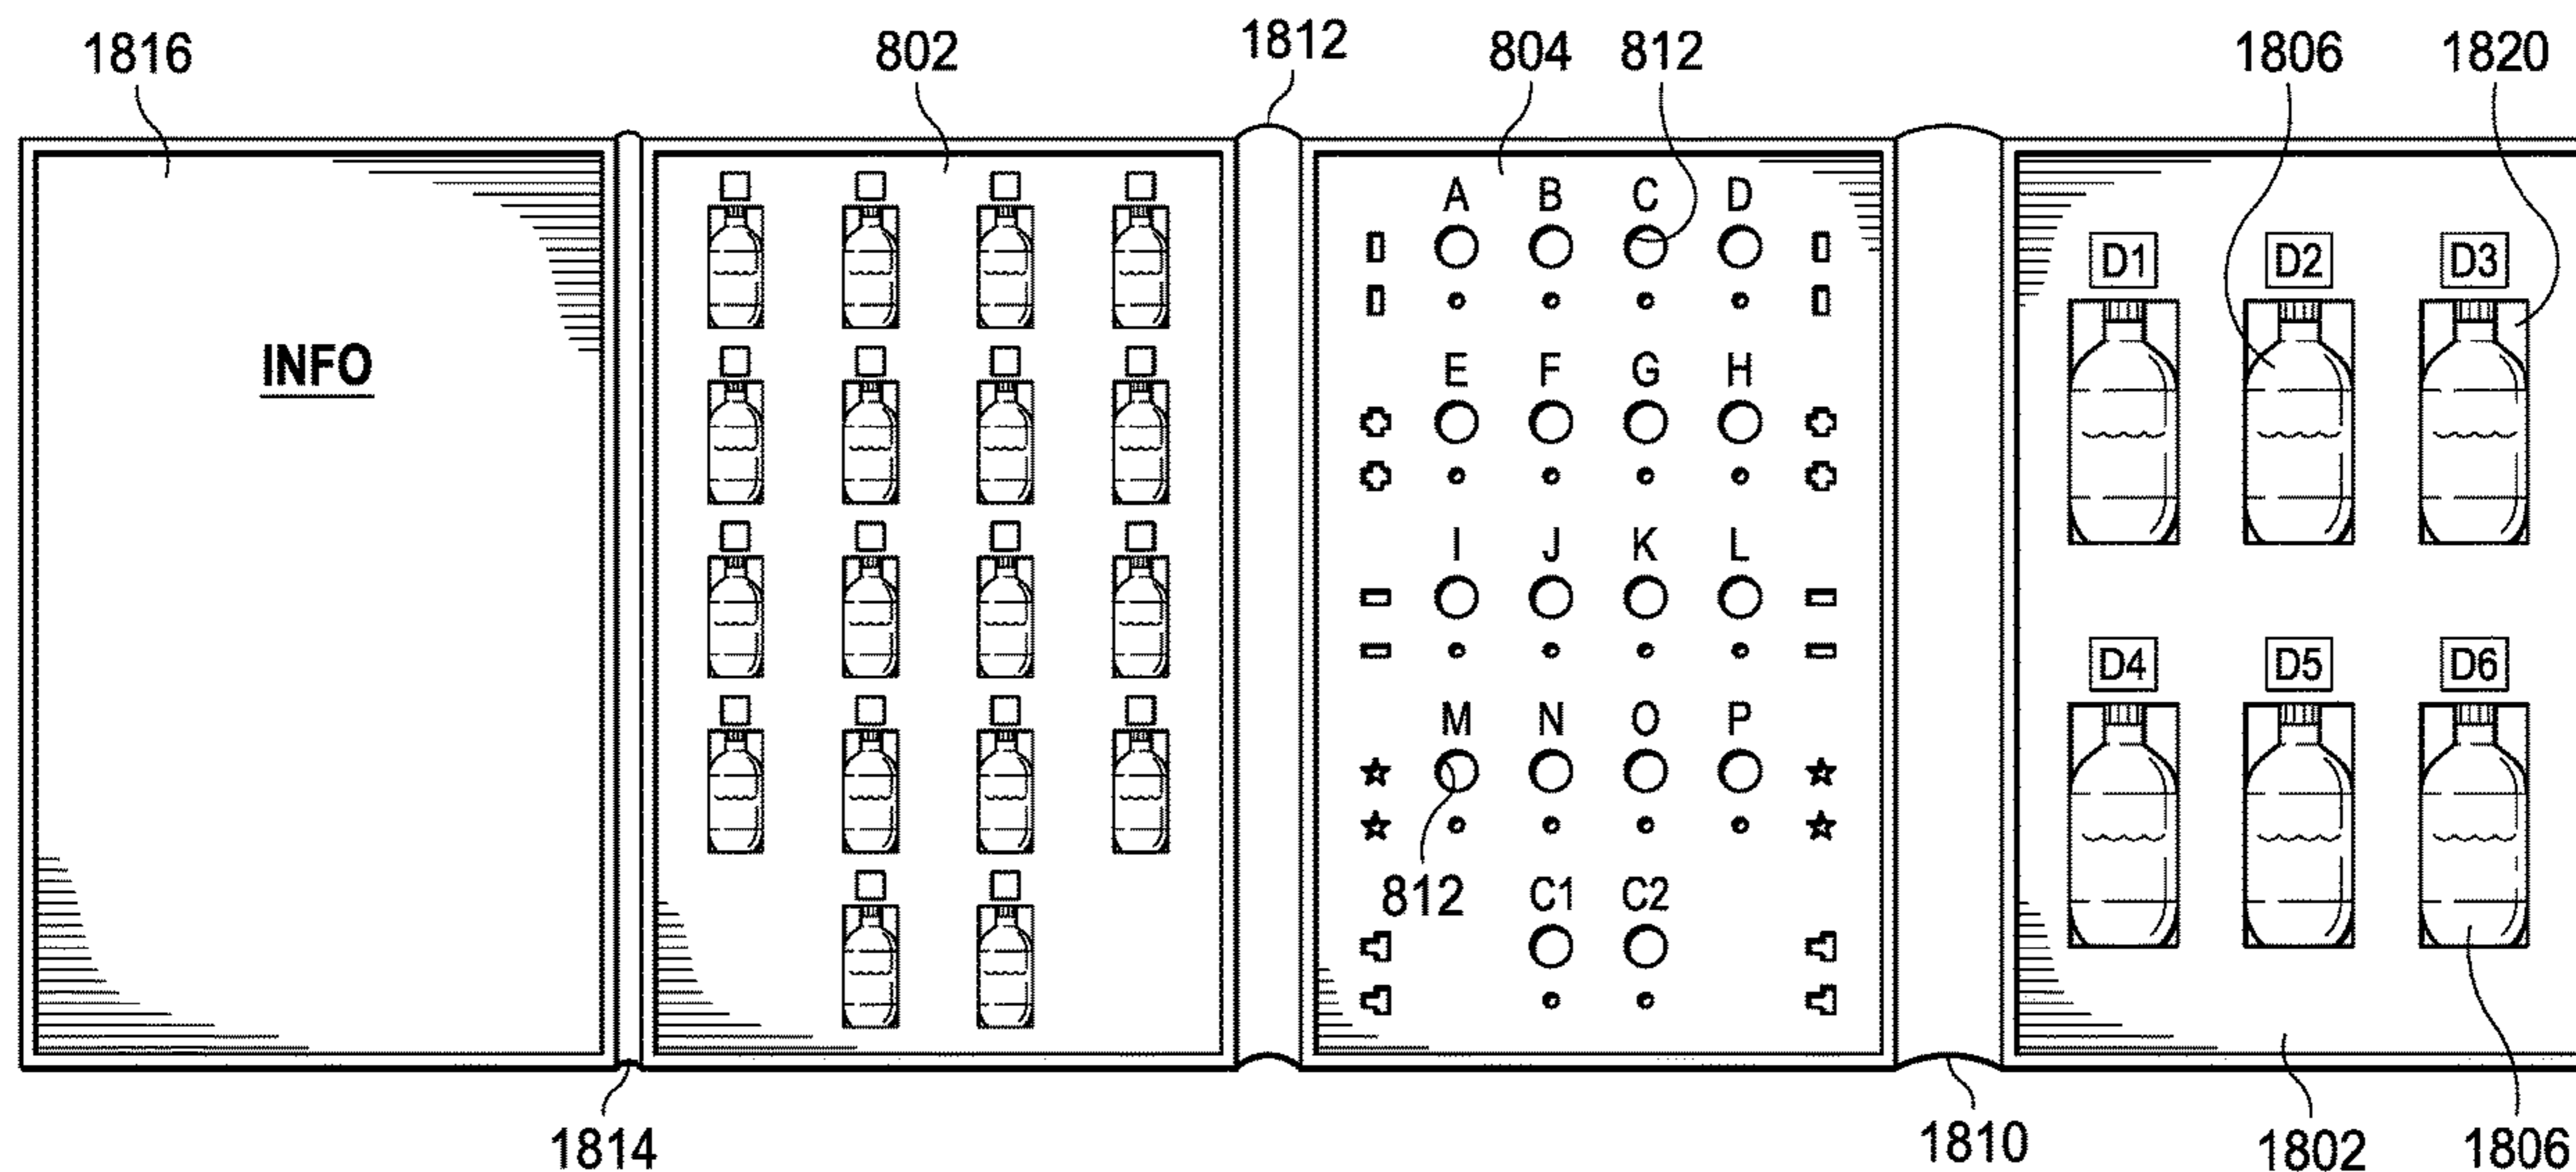 1816 802 1812 804 812 1806 1820
INFO
A B C D
E F G H
I J K L
M N O P
812
C1 C2
D1 D2 D3
D4 D5 D6
1814 1810 1802 1806